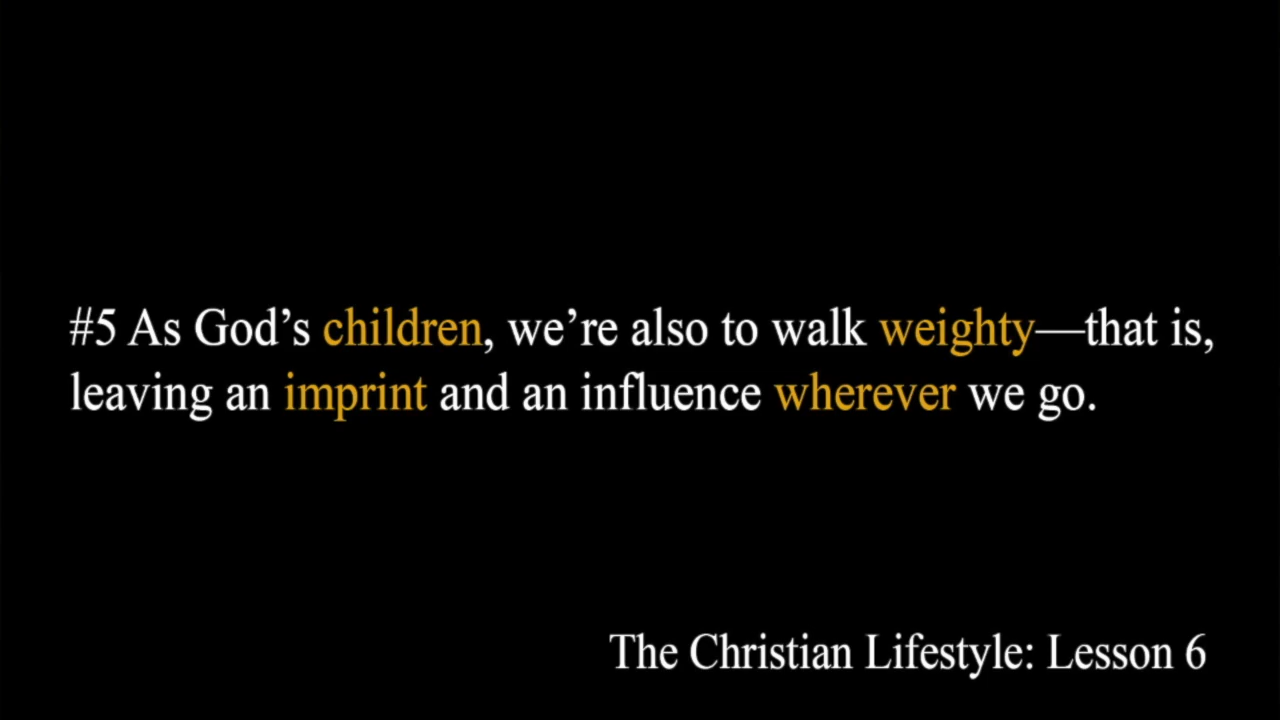 #5 As God’s children, we’re also to walk weighty—that is,
leaving an imprint and an influence wherever we go.
The Christian Lifestyle: Lesson 6